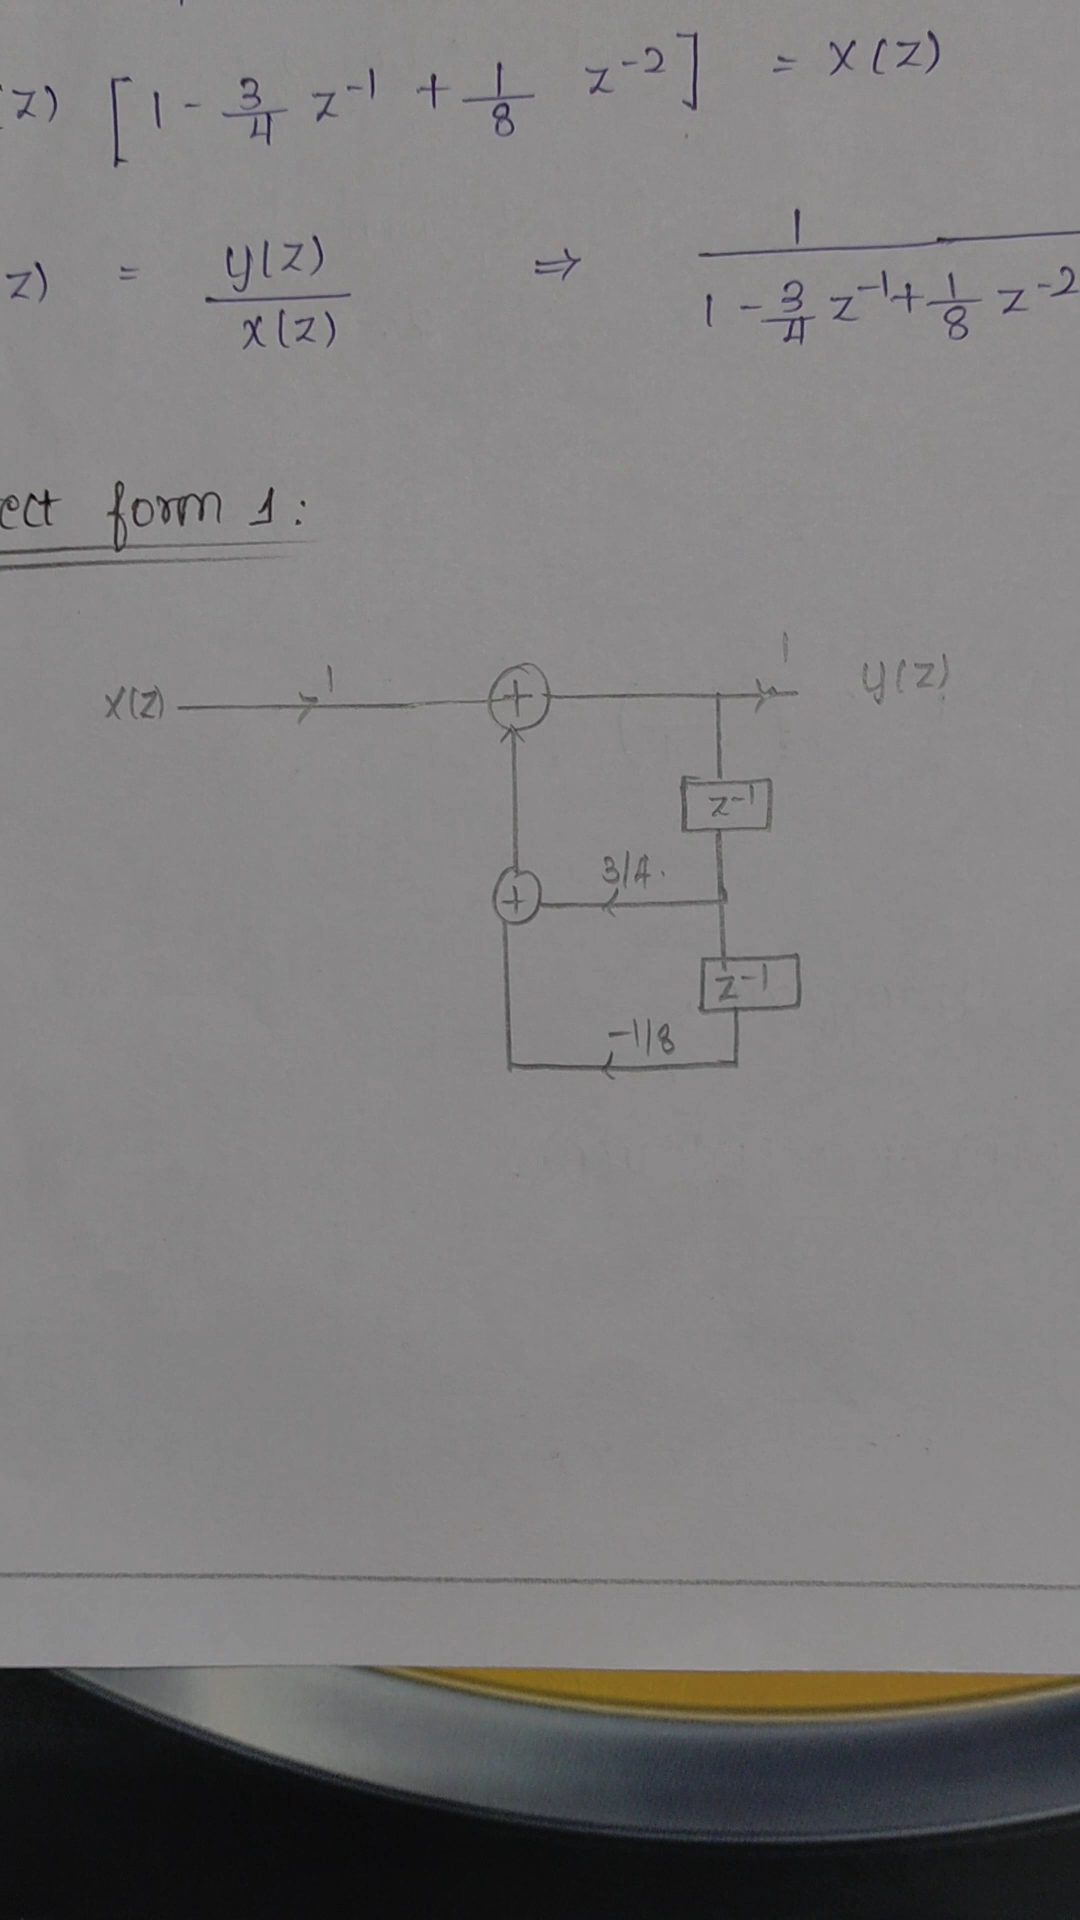 z) [1 - 3/4 z⁻¹ + 1/8 z⁻²] = X(z)
z) = y(z)/x(z) ⇒ 1/(1 - 3/4 z⁻¹ + 1/8 z⁻²
ect form 1:
X(z) 1 + 1 y(z)
z⁻¹
3/4.
+
z⁻¹
-1/8